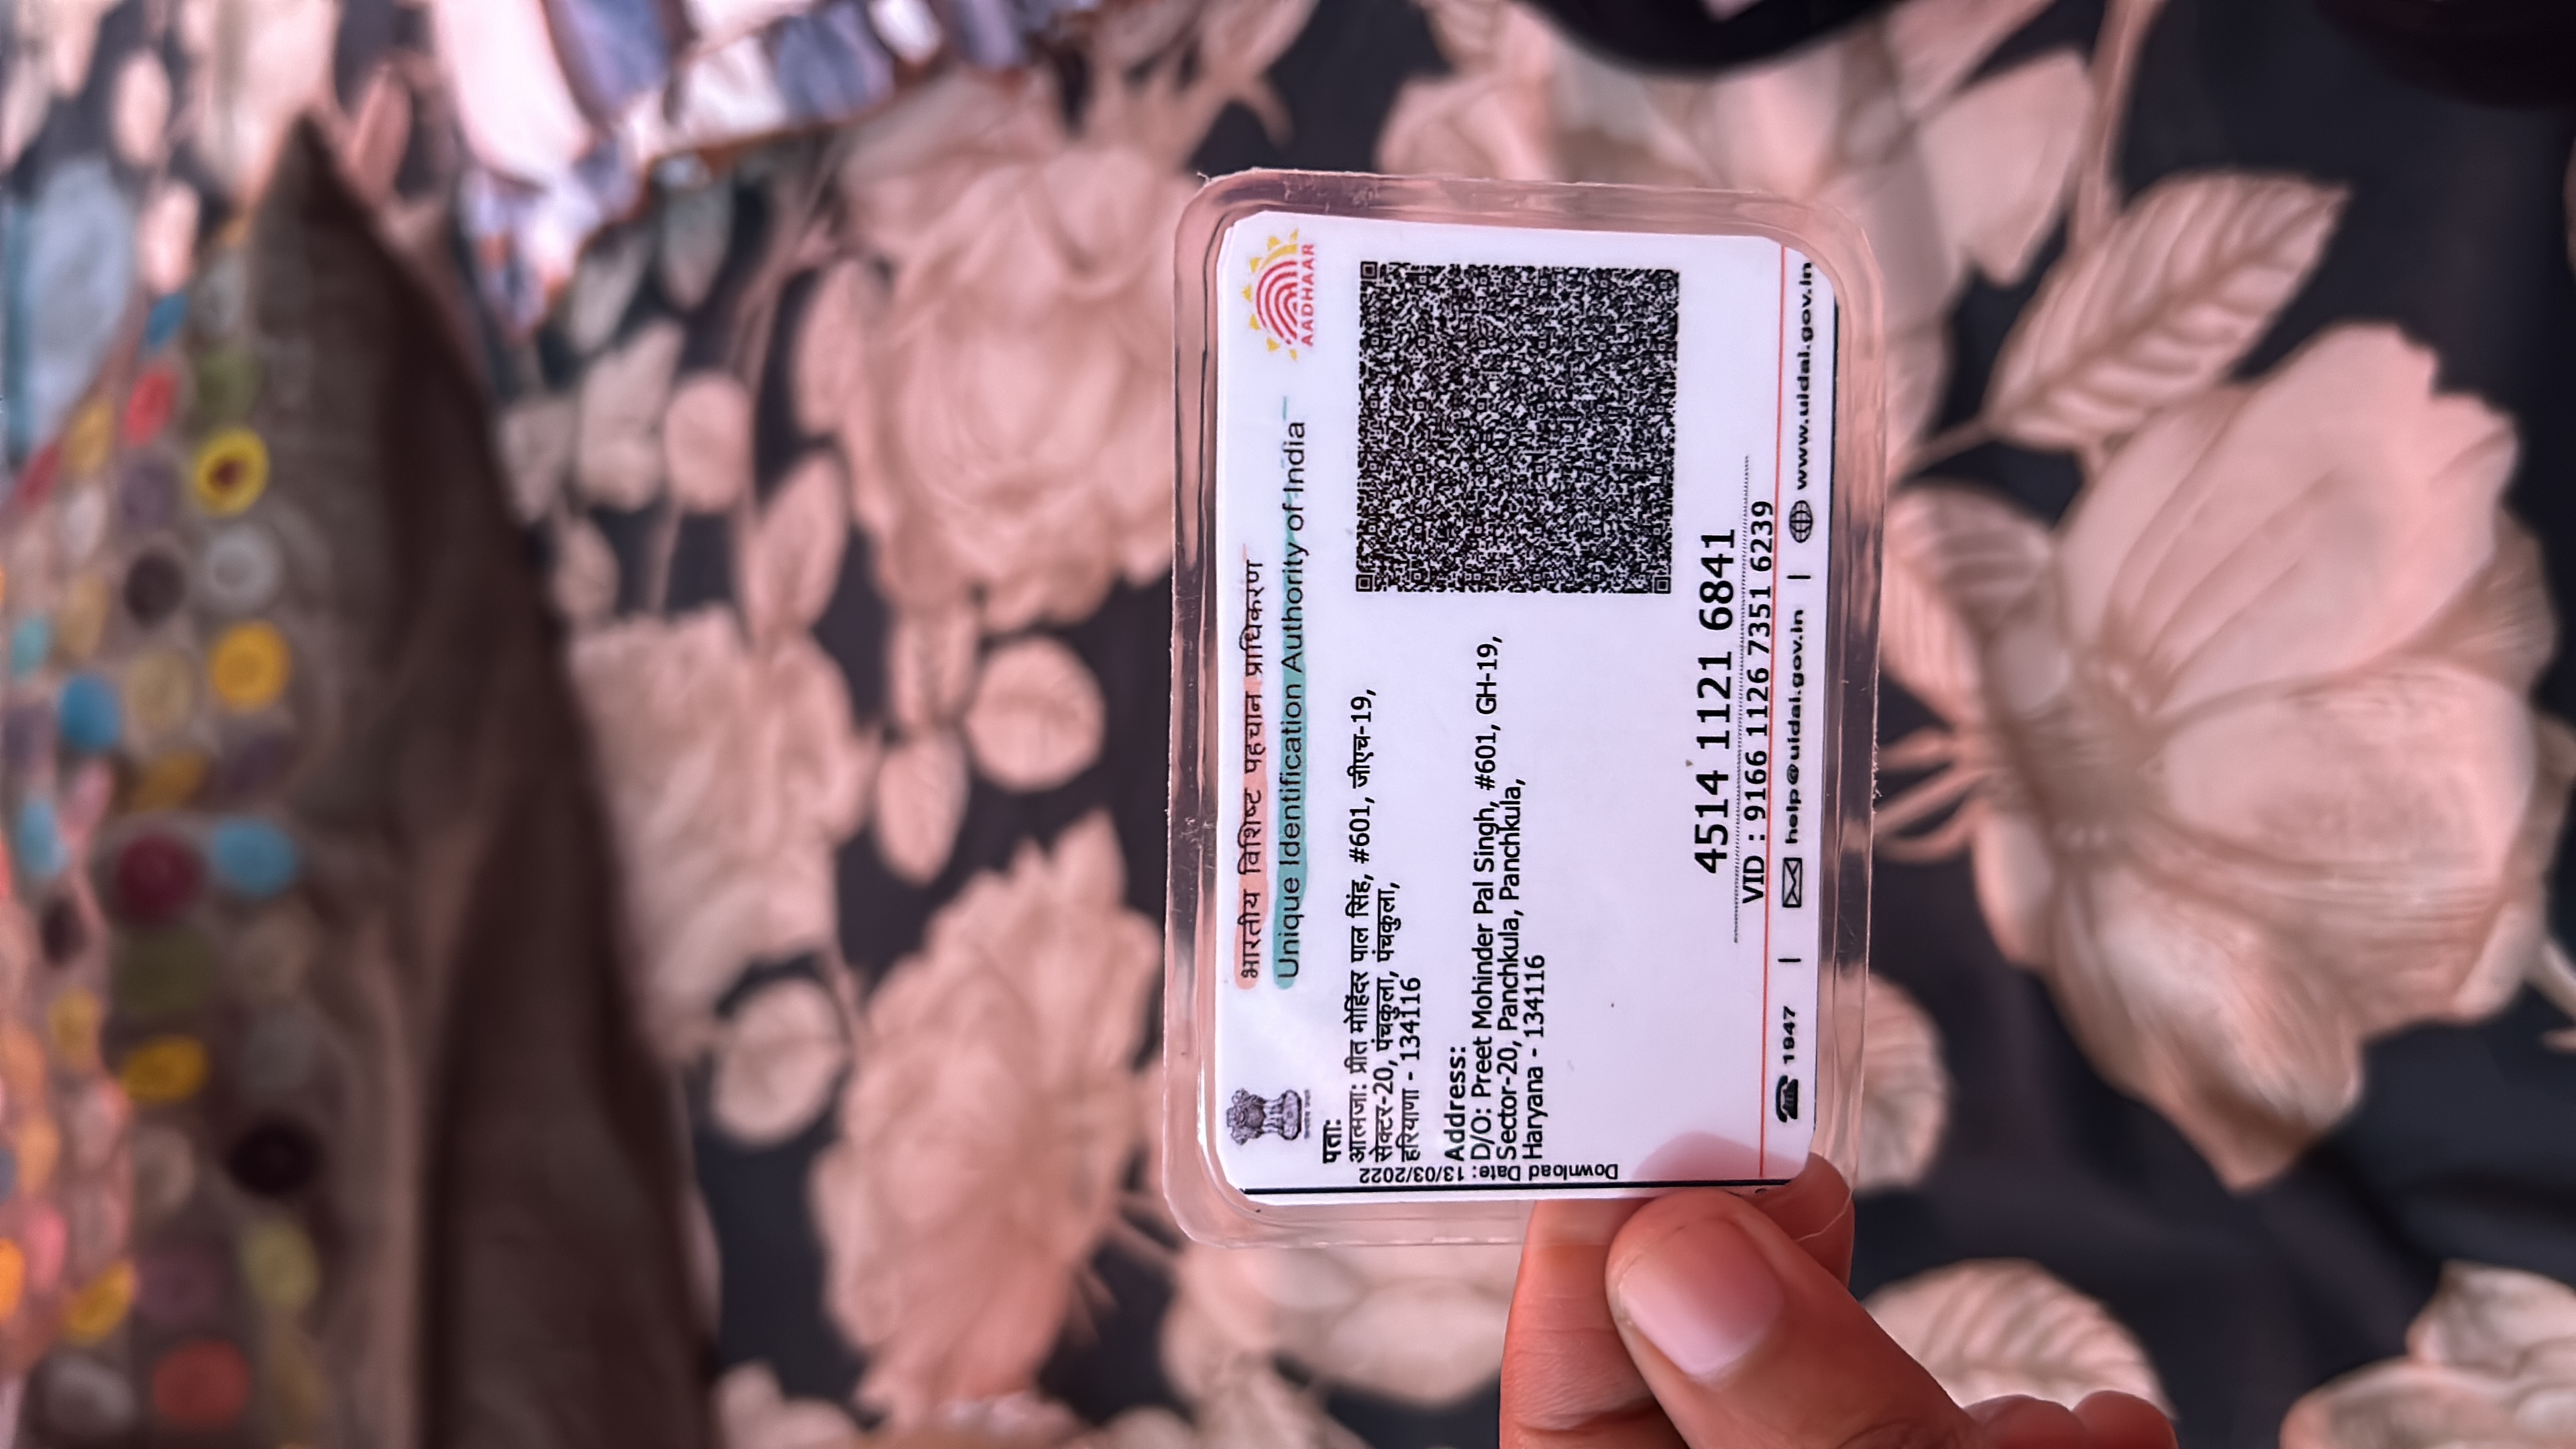 भारतीय विशिष्ट पहचान प्राधिकरण
Unique Identification Authority of India
AADHAAR
पता:
आत्मजा: प्रीत मोहिंदर पाल सिंह, #601, जीएच-19,
सेक्टर-20, पंचकुला, पंचकुला,
हरियाणा - 134116
Address:
D/O: Preet Mohinder Pal Singh, #601, GH-19,
Sector-20, Panchkula, Panchkula,
Haryana - 134116
Download Date: 13/03/2022
4514 1121 6841
VID : 9166 1126 7351 6239
1947 | help@uidai.gov.in | www.uidai.gov.in